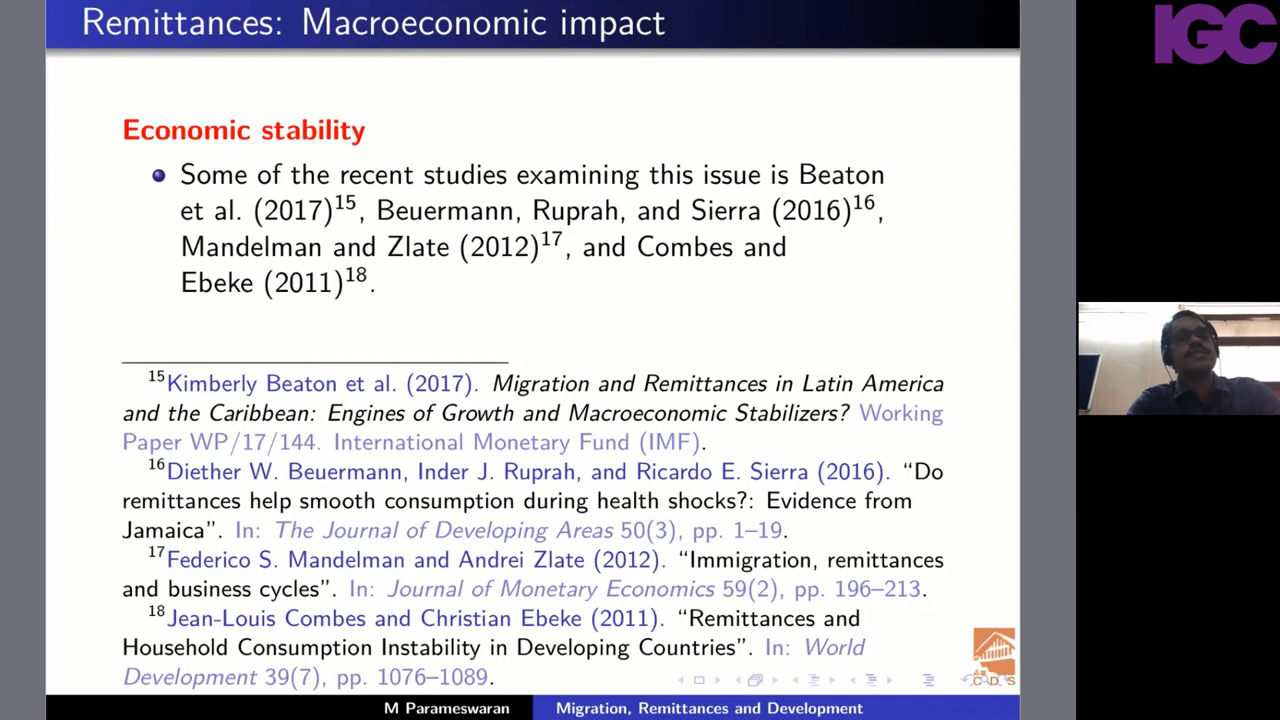 Remittances: Macroeconomic impact
IGC
Economic stability
Some of the recent studies examining this issue is Beaton
et al. (2017)15, Beuermann, Ruprah, and Sierra (2016)16,
Mandelman and Zlate (2012)17, and Combes and
Ebeke (2011)18.
15Kimberly Beaton et al. (2017). Migration and Remittances in Latin America
and the Caribbean: Engines of Growth and Macroeconomic Stabilizers? Working
Paper WP/17/144. International Monetary Fund (IMF).
16Diether W. Beuermann, Inder J. Ruprah, and Ricardo E. Sierra (2016). “Do
remittances help smooth consumption during health shocks?: Evidence from
Jamaica”. In: The Journal of Developing Areas 50(3), pp. 1–19.
17Federico S. Mandelman and Andrei Zlate (2012). “Immigration, remittances
and business cycles”. In: Journal of Monetary Economics 59(2), pp. 196–213.
18Jean-Louis Combes and Christian Ebeke (2011). “Remittances and
Household Consumption Instability in Developing Countries”. In: World
Development 39(7), pp. 1076–1089.
CDS
M Parameswaran
Migration, Remittances and Development